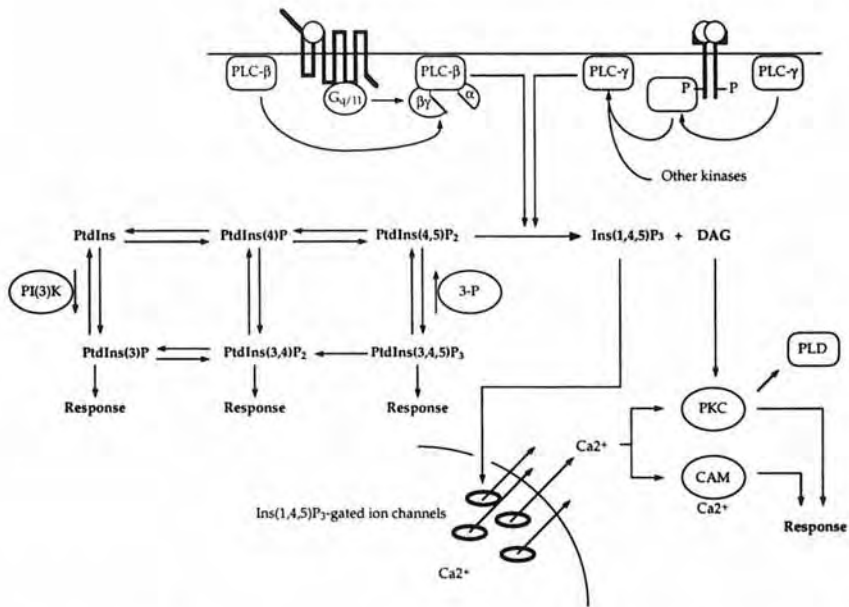 PLC-β
PLC-β
PLC-γ
PLC-γ
P
P
Gq/11
βγ
α
Other kinases
PtdIns
PtdIns(4)P
PtdIns(4,5)P₂
Ins(1,4,5)P₃ + DAG
PI(3)K
3-P
PtdIns(3)P
PtdIns(3,4)P₂
PtdIns(3,4,5)P₃
PLD
Response
Response
Response
PKC
Ca2+
CAM
Ca2+
Ins(1,4,5)P₃-gated ion channels
Response
Ca2+